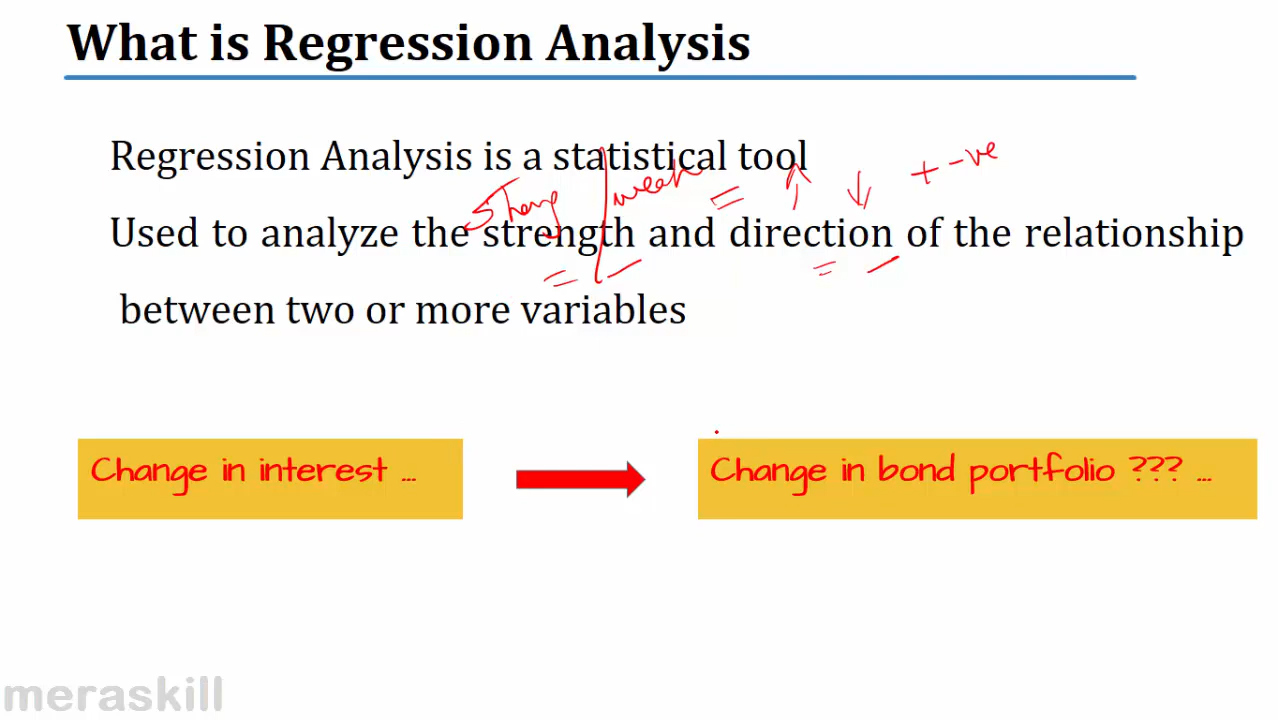 What is Regression Analysis
Regression Analysis is a statistical tool
strong weak = ↑ ↓ + -ve
Used to analyze the strength and direction of the relationship
between two or more variables
Change in interest ...
Change in bond portfolio ??? ...
meraskill